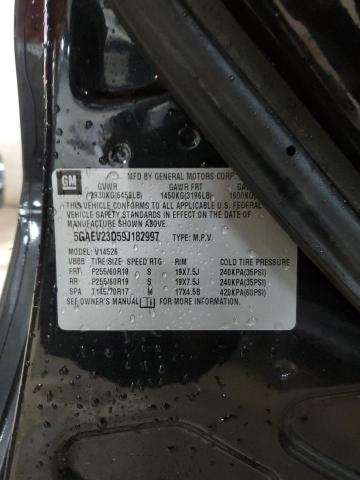 GM
MFD BY GENERAL MOTORS CORP
GVWR GAWR FRT
2930KG(6459LB) 1450KG(3196LB)
THIS VEHICLE CONFORMS TO ALL APPLICABLE U.S. FEDERAL
VEHICLE SAFETY
STANDARDS IN EFFECT ON THE DATE OF
MANUFACTURE SHOWN ABOVE.
5GAEV23D59J182997 TYPE: M.P.V.
MODEL: V14526
TIRE SIZE SPEED RTG RIM COLD TIRE PRESSURE
FRT P255/60R19 S 19X7.5J 240KPA(35PSI)
RR P255/60R19 S 19X7.5J 240KPA(35PSI)
SPA T145/70R17 M 17X4.5B 420KPA(60PSI)
SEE OWNER'S MANUAL FOR MORE INFORMATION.